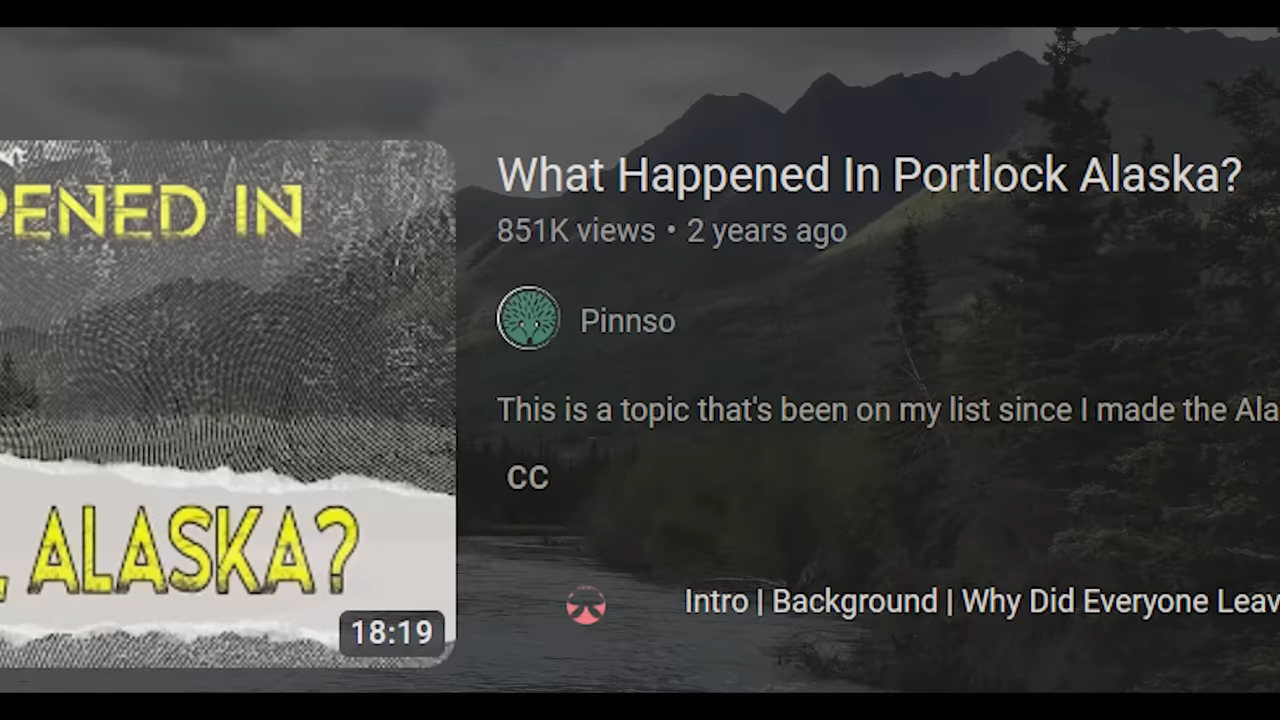 PENED IN
ALASKA?
18:19
What Happened In Portlock Alaska?
851K views • 2 years ago
Pinnso
This is a topic that's been on my list since I made the Ala
CC
Intro | Background | Why Did Everyone Leav